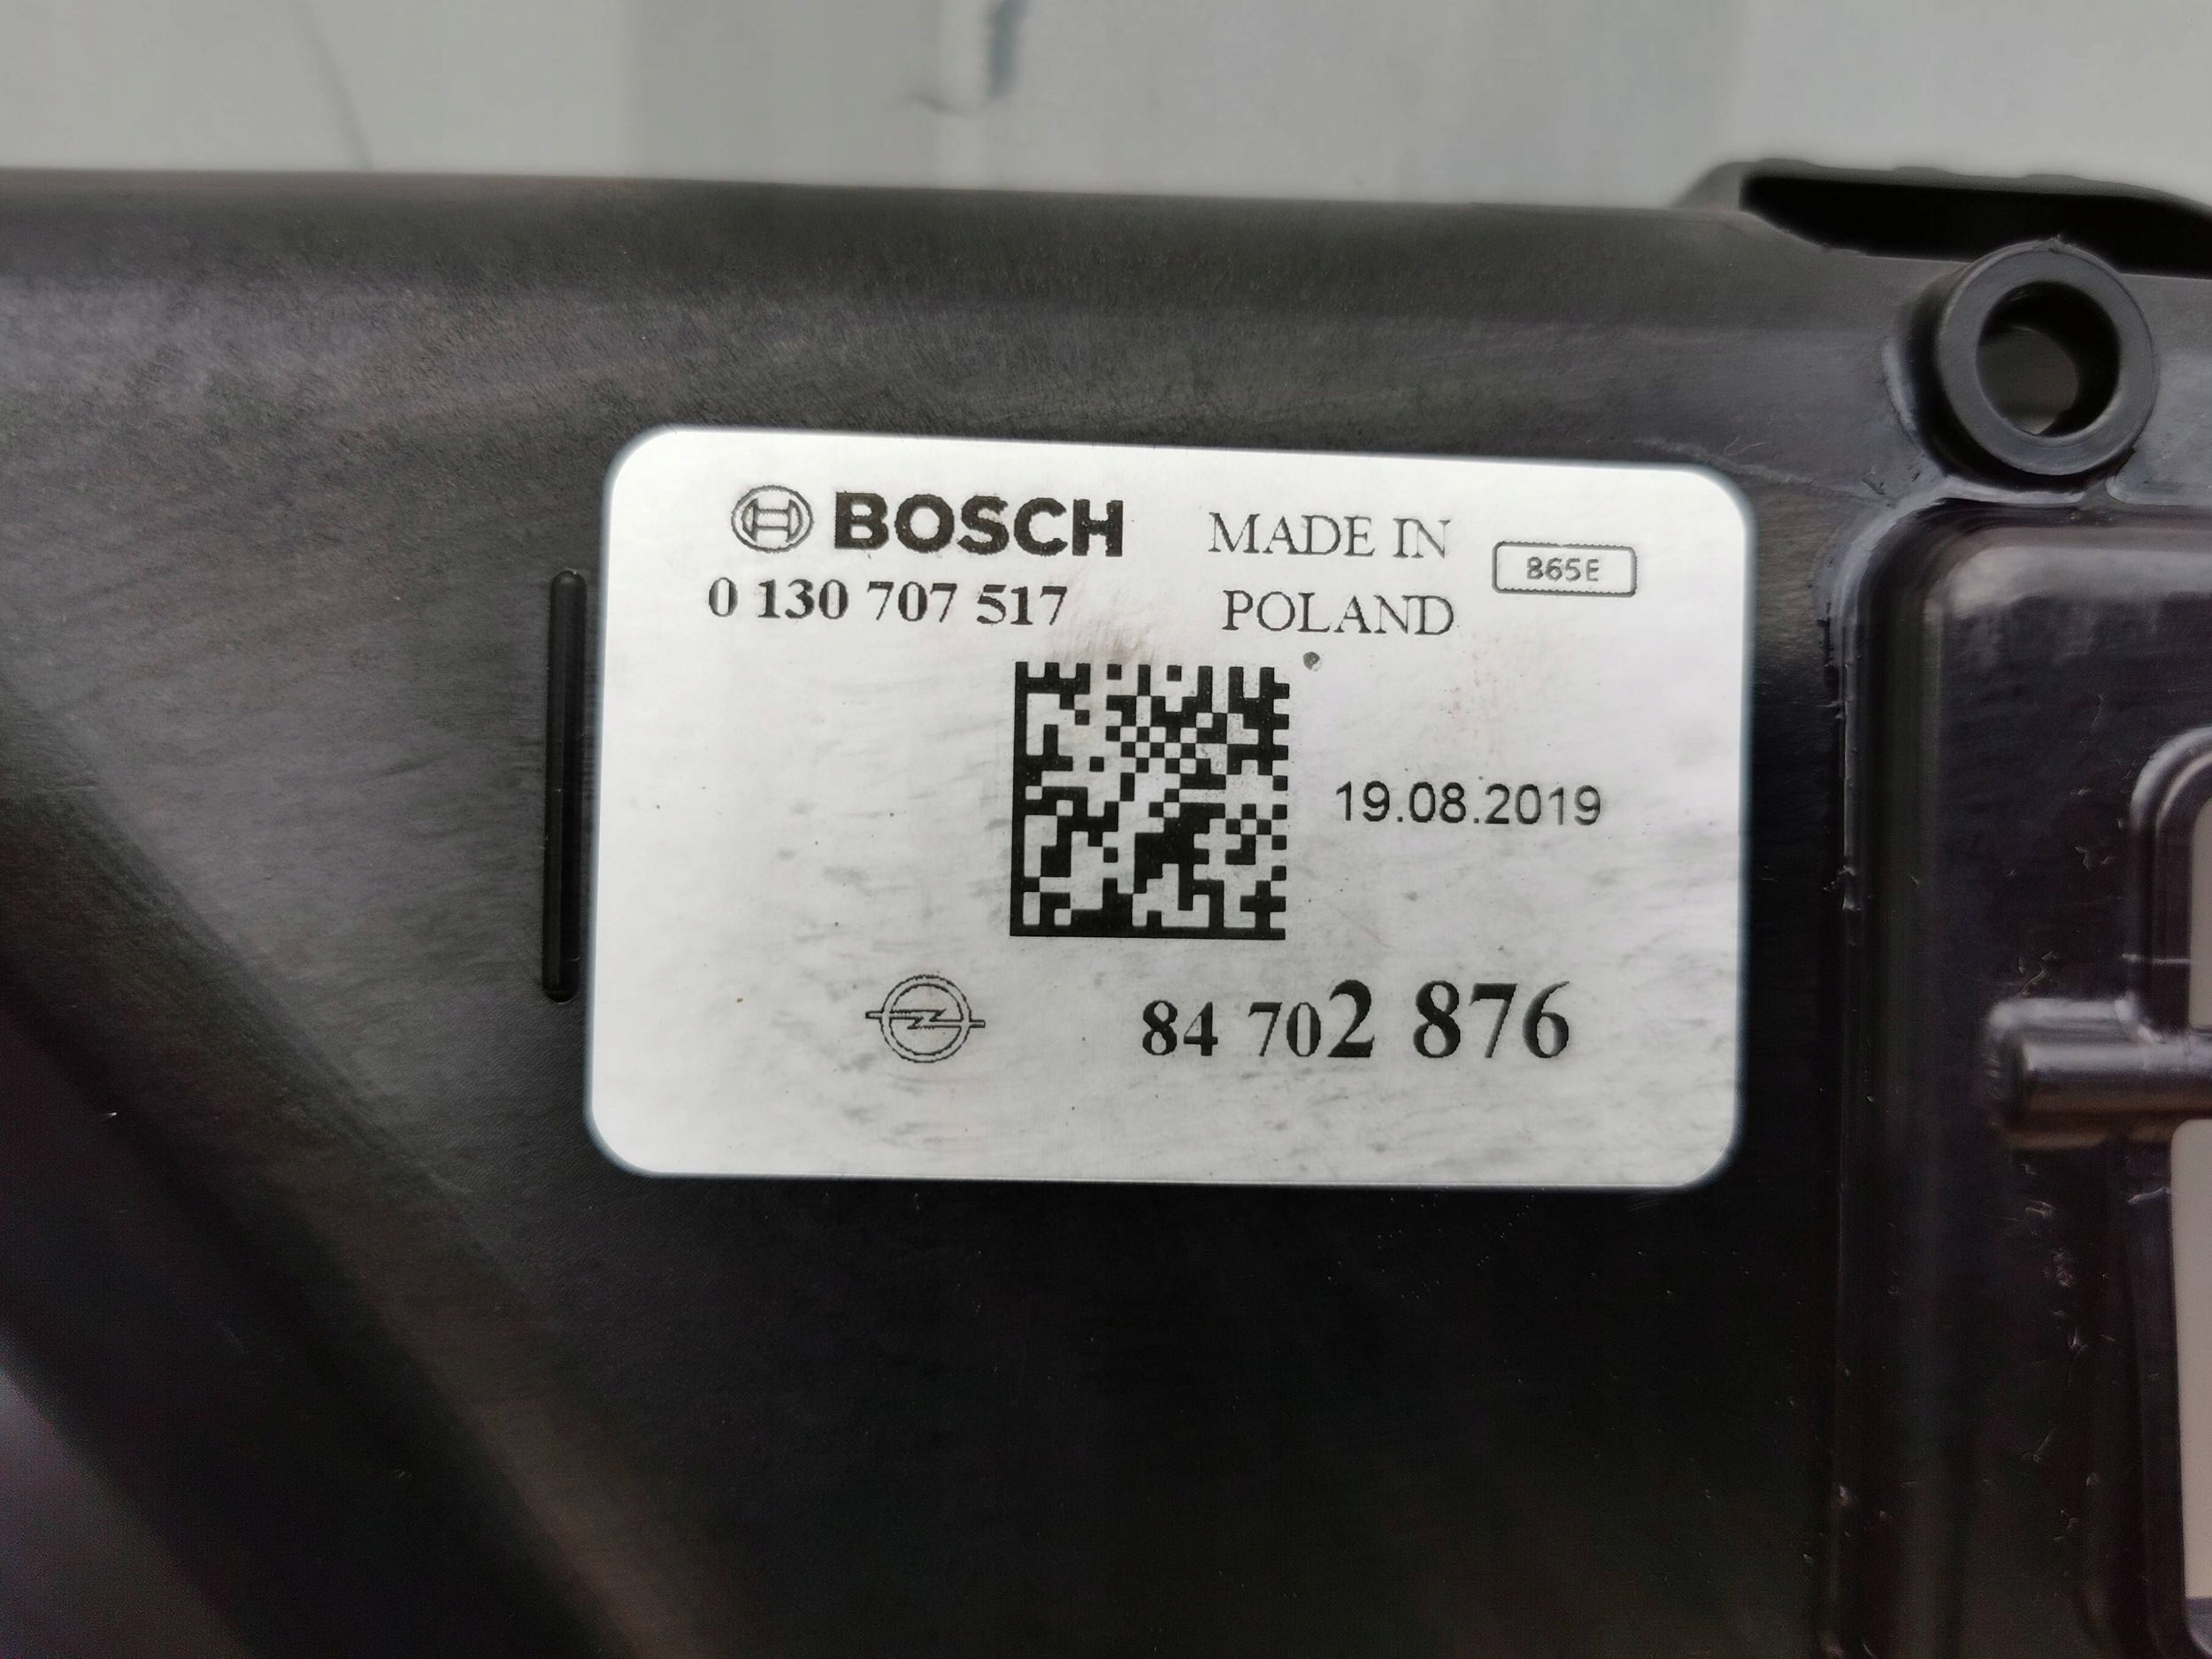 BOSCH
0 130 707 517
MADE IN
POLAND
865E
19.08.2019
84 702 876